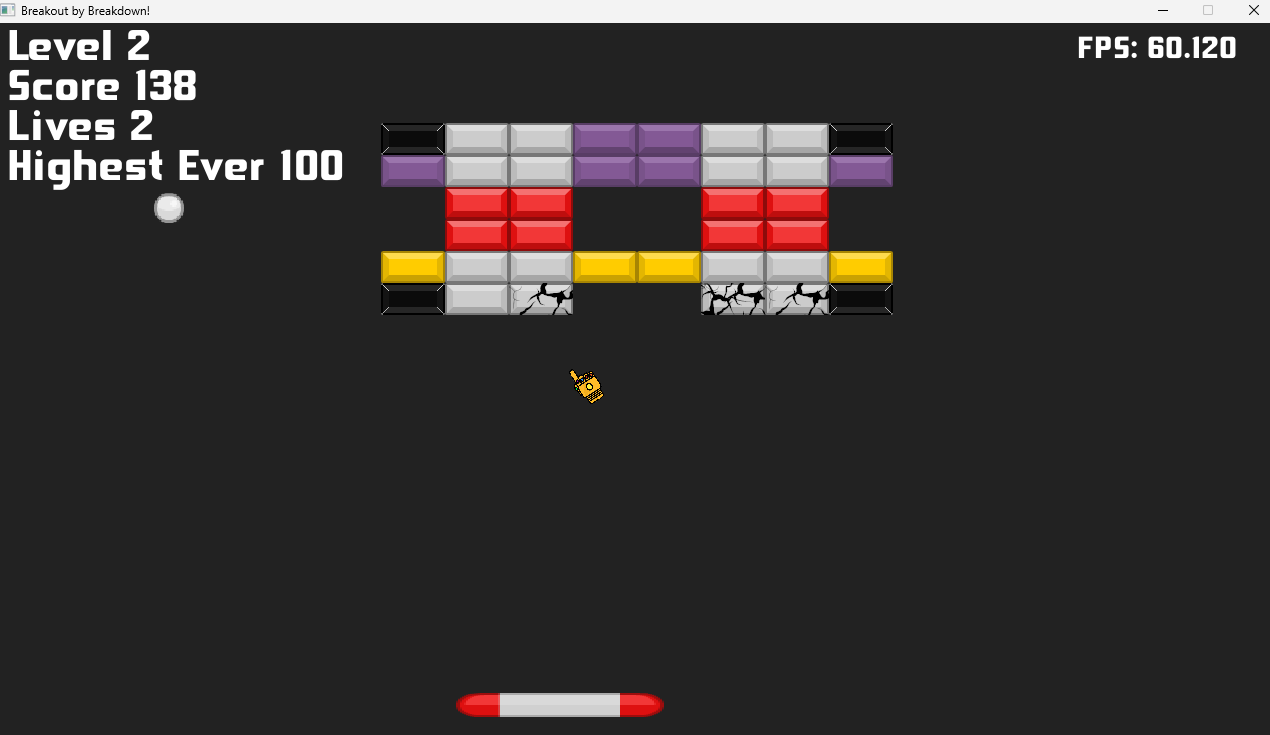 Breakout by Breakdown!
Level 2
FPS: 60.120
Score 138
Lives 2
Highest Ever 100